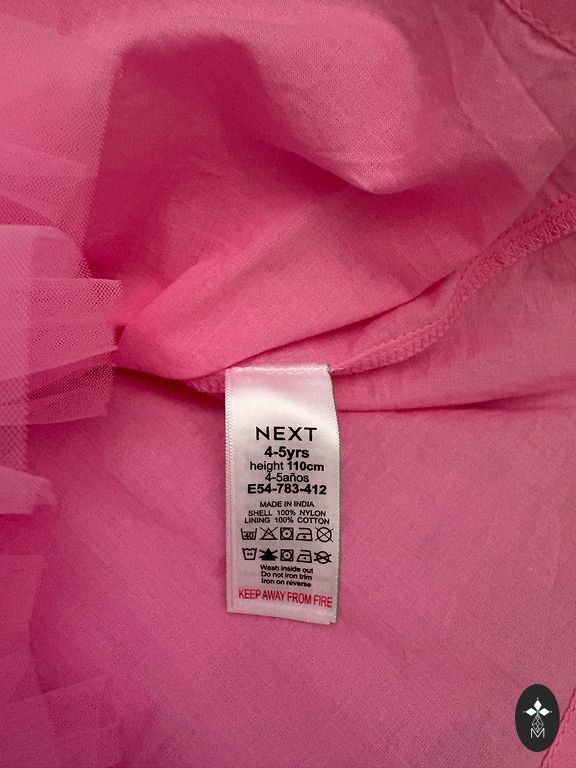 NEXT
4-5yrs
height 110cm
4-5años
E54-783-412
MADE IN INDIA
SHELL 100% NYLON
LINING 100% COTTON
40
Wash inside out
Do not iron trim
Iron on reverse
KEEP AWAY FROM FIRE
M